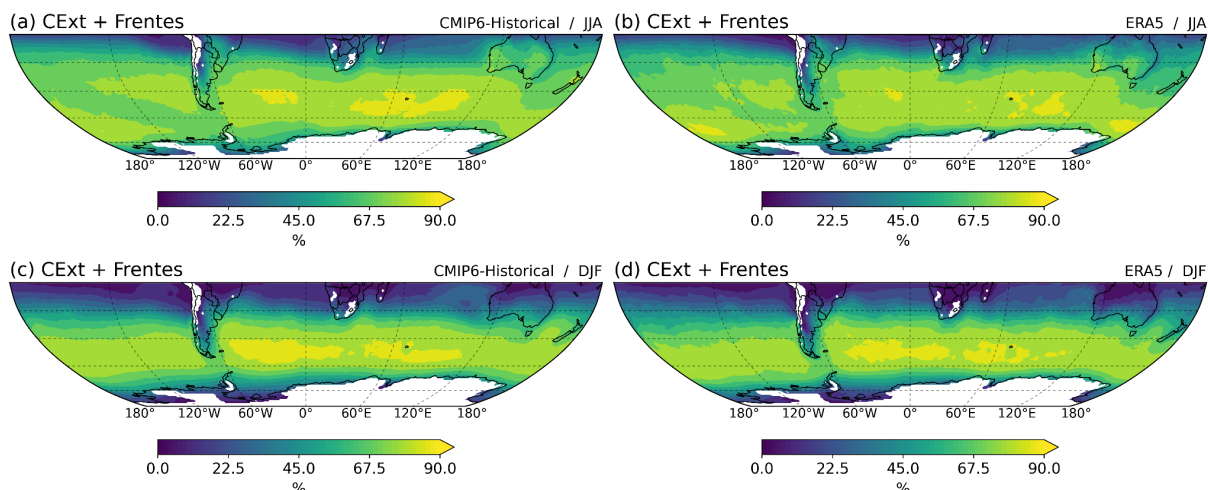 (a) CExt + Frentes CMIP6-Historical / JJA
(b) CExt + Frentes ERA5 / JJA
180° 120°W 60°W 0° 60°E 120°E 180°
180° 120°W 60°W 0° 60°E 120°E 180°
0.0 22.5 45.0 67.5 90.0
%
0.0 22.5 45.0 67.5 90.0
%
(c) CExt + Frentes CMIP6-Historical / DJF
(d) CExt + Frentes ERA5 / DJF
180° 120°W 60°W 0° 60°E 120°E 180°
180° 120°W 60°W 0° 60°E 120°E 180°
0.0 22.5 45.0 67.5 90.0
%
0.0 22.5 45.0 67.5 90.0
%